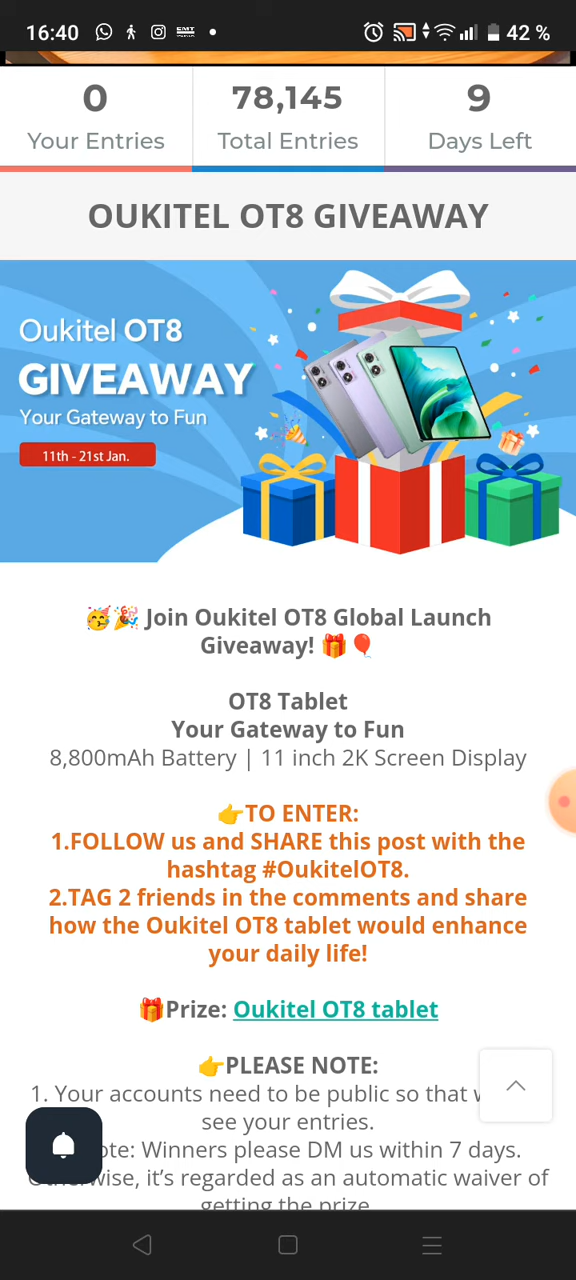 16:40
42 %
0
78,145
9
Your Entries
Total Entries
Days Left
OUKITEL OT8 GIVEAWAY
Oukitel OT8
GIVEAWAY
Your Gateway to Fun
11th - 21st Jan.
🥳🎉 Join Oukitel OT8 Global Launch
Giveaway! 🎁🎈
OT8 Tablet
Your Gateway to Fun
8,800mAh Battery | 11 inch 2K Screen Display
👉TO ENTER:
1.FOLLOW us and SHARE this post with the
hashtag #OukitelOT8.
2.TAG 2 friends in the comments and share
how the Oukitel OT8 tablet would enhance
your daily life!
🎁Prize: Oukitel OT8 tablet
👉PLEASE NOTE:
1. Your accounts need to be public so that
see your entries.
Winners please DM us within 7 days.
it's regarded as an automatic waiver of
getting the prize